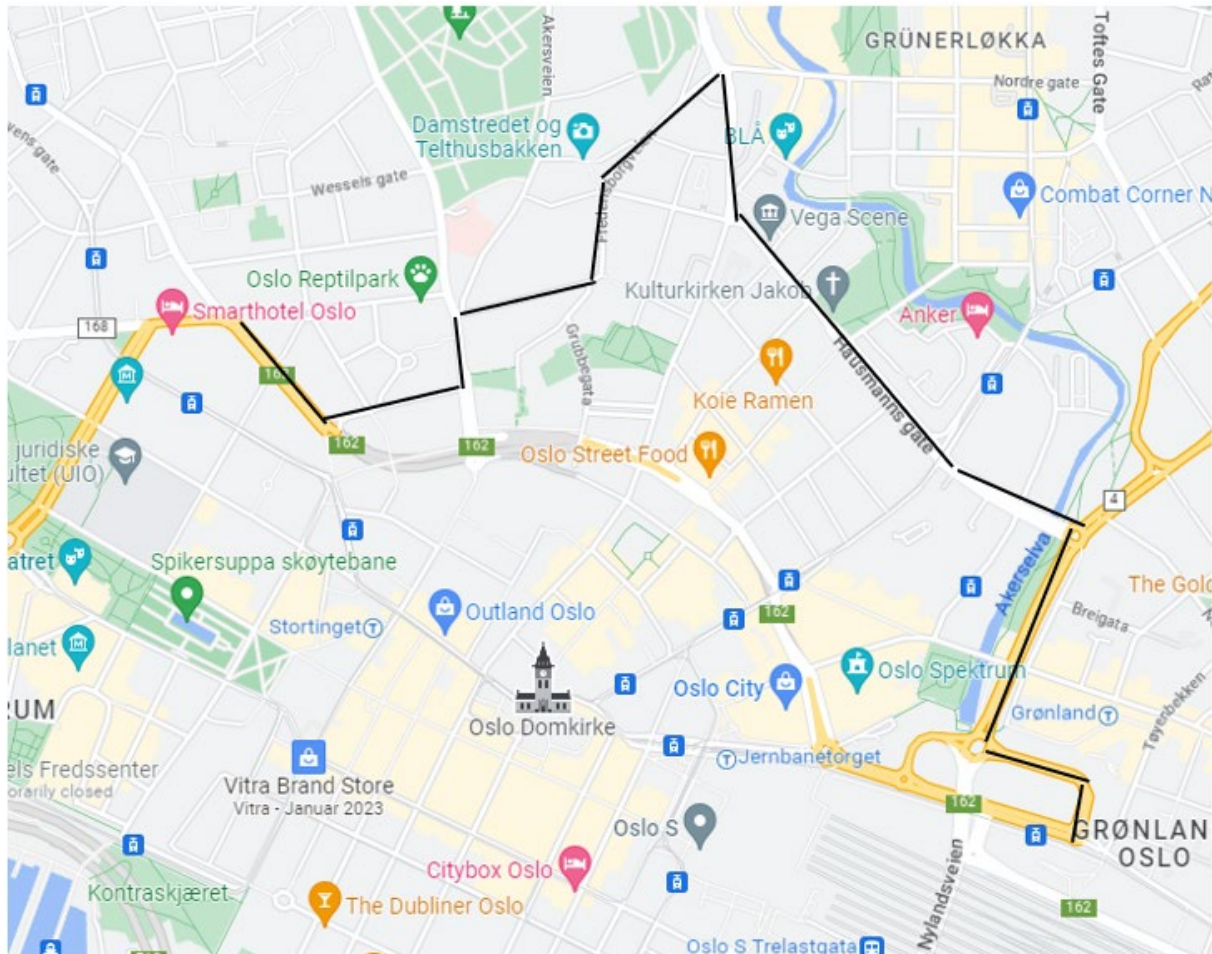 GRÜNERLØKKA
Akersveien
Toftes Gate
Nordre gate
Damstredet og
Telthusbakken
BLÅ
vens gate
Wessels gate
Combat Corner N
Vega Scene
Oslo Reptilpark
Kulturkirken Jakob
Smarthotel Oslo
168
Anker
Grubbegata
Hausmanns gate
Koie Ramen
162
162
Oslo Street Food
juridiske
ultet (UIO)
4
Akerselva
atret
Spikersuppa skøytebane
The Gold
Outland Oslo
Breigata
162
Stortinget
lanet
Oslo Spektrum
Oslo City
RUM
Grønland
Tøyenbekken
Oslo Domkirke
Jernbanetorget
els Fredssenter
orarily closed
Vitra Brand Store
Vitra - Januar 2023
162
Oslo S
GRØNLAN
OSLO
Citybox Oslo
Nylandsveien
Kontraskjæret
The Dubliner Oslo
162
Oslo S Trelastgata